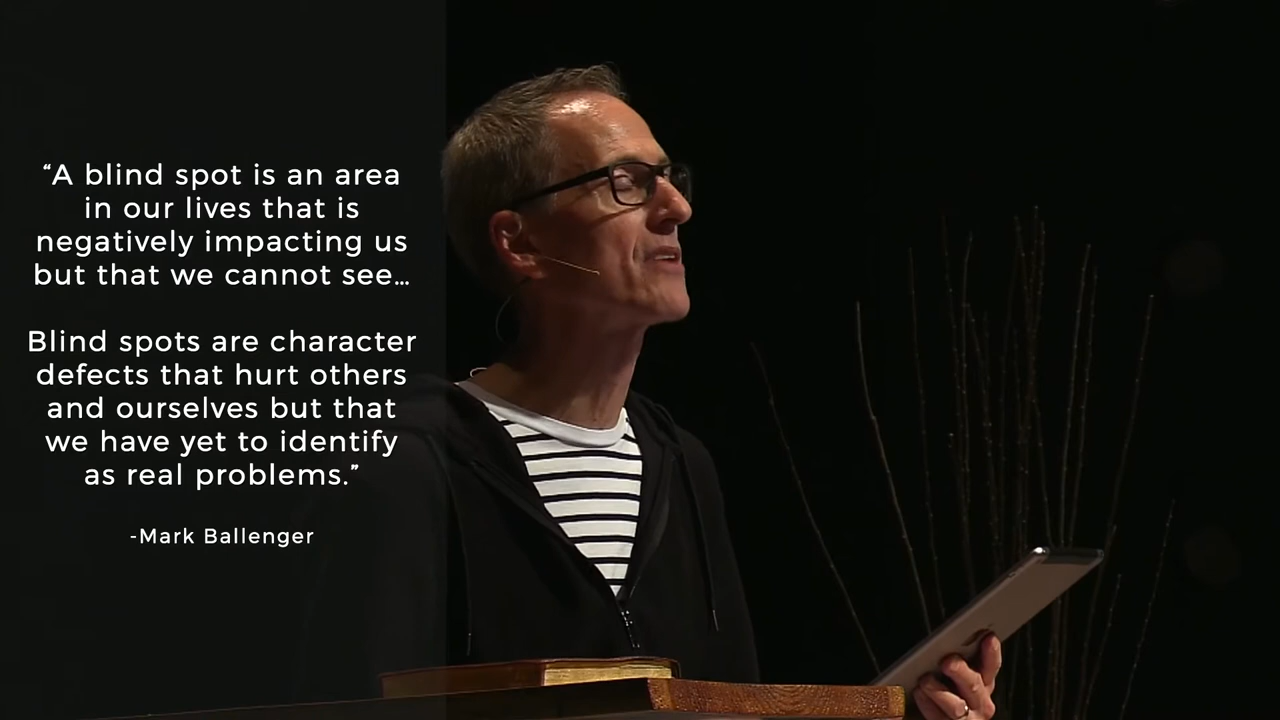 “A blind spot is an area
in our lives that is
negatively impacting us
but that we cannot see…
Blind spots are character
defects that hurt others
and ourselves but that
we have yet to identify
as real problems.”
-Mark Ballenger